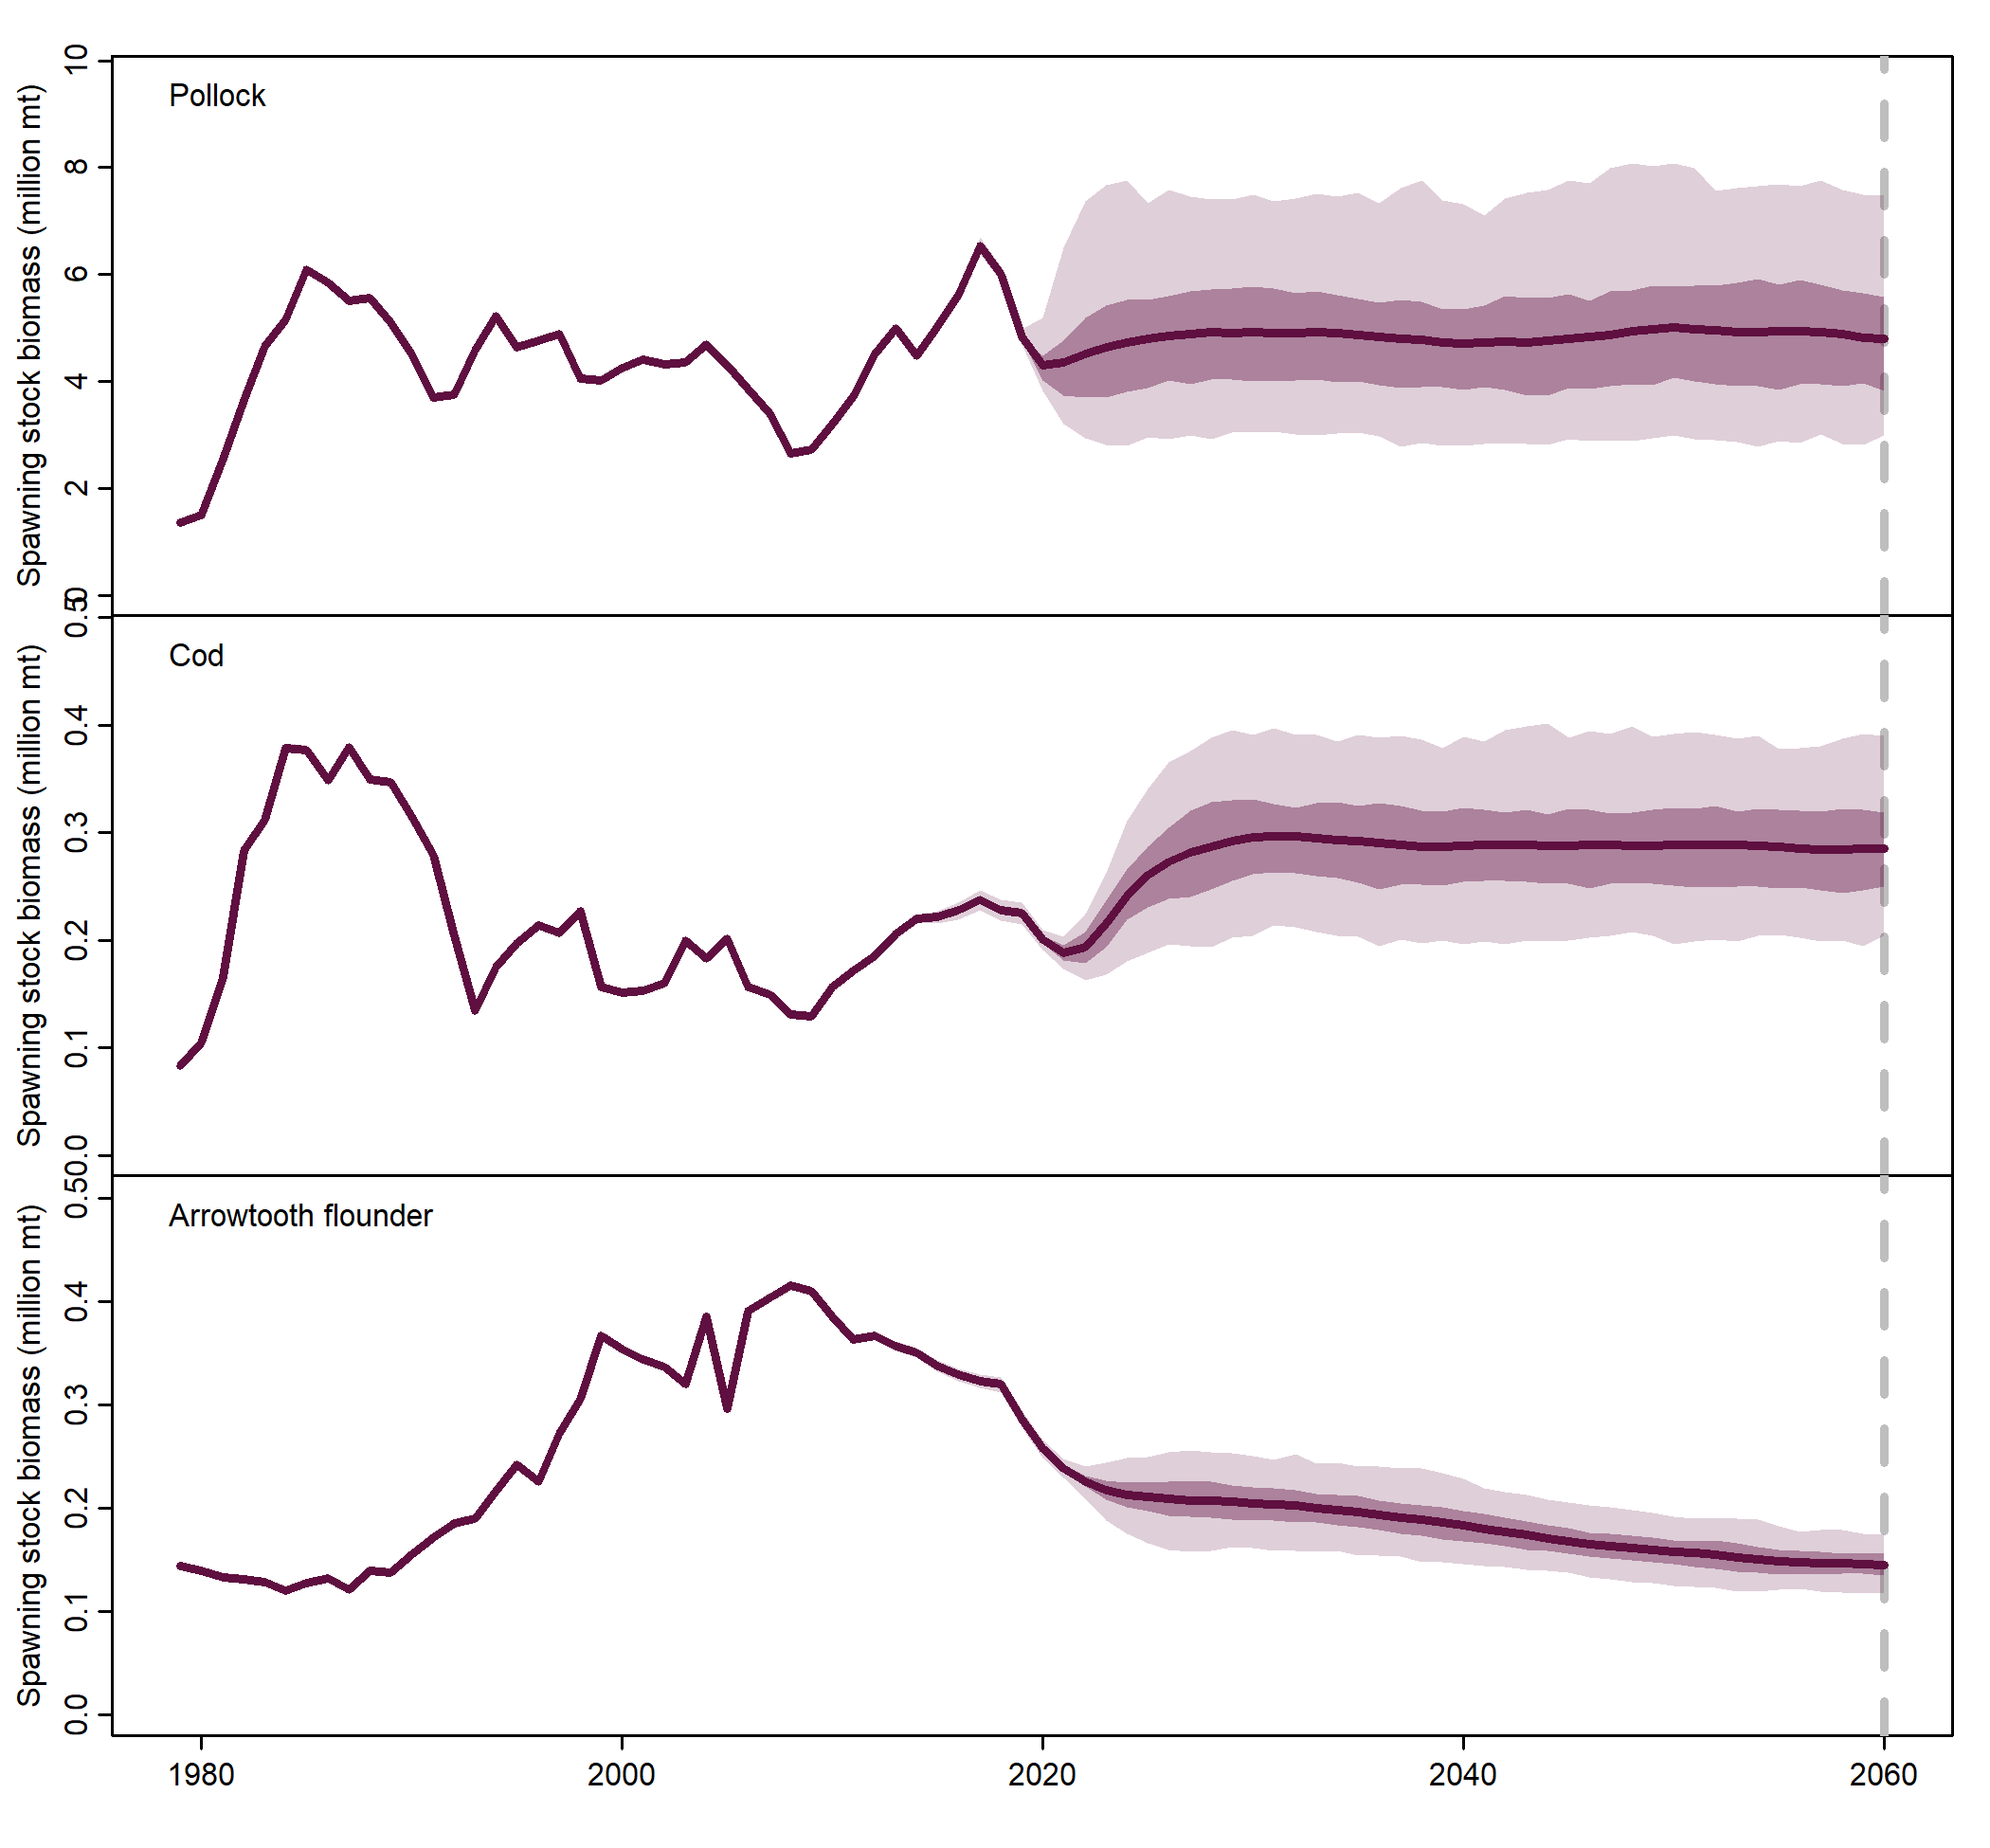 Pollock
Spawning stock biomass (million mt)
10
8
6
4
2
0
Cod
Spawning stock biomass (million mt)
0.5
0.4
0.3
0.2
0.1
0.0
Arrowtooth flounder
Spawning stock biomass (million mt)
0.5
0.4
0.3
0.2
0.1
0.0
1980 2000 2020 2040 2060